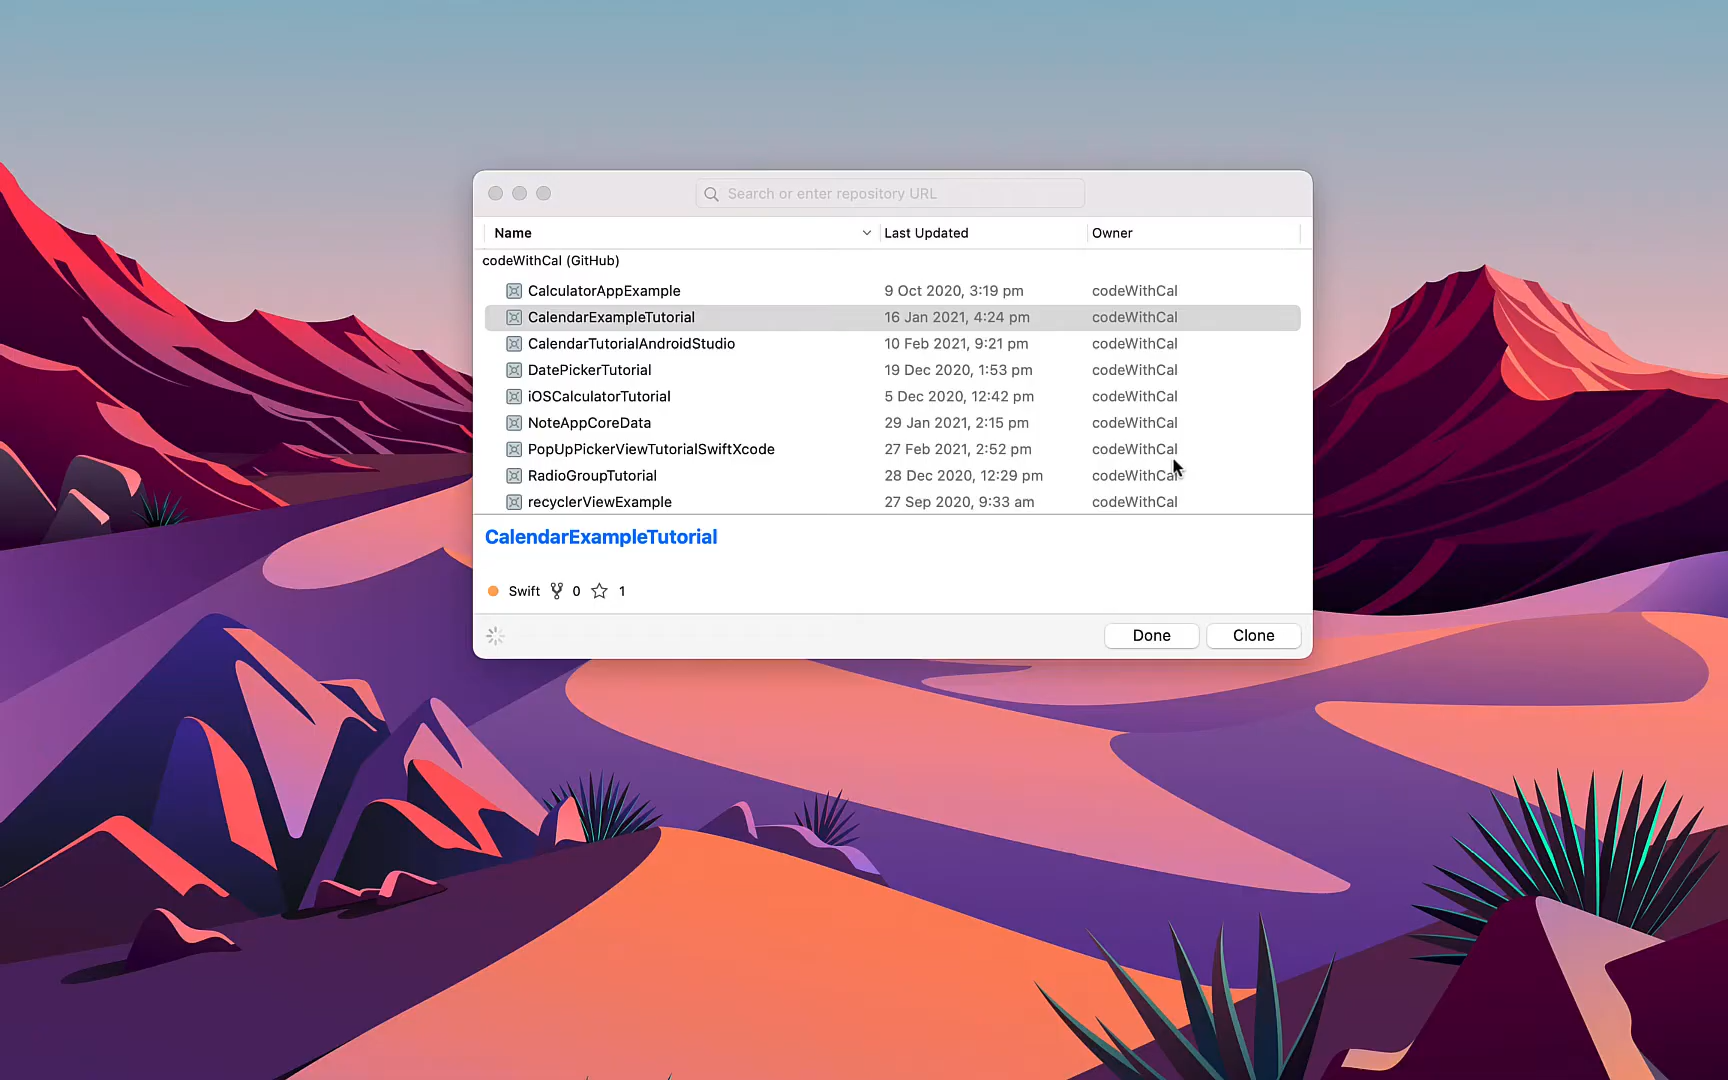 Search or enter repository URL
Name Last Updated Owner
codeWithCal (GitHub)
CalculatorAppExample 9 Oct 2020, 3:19 pm codeWithCal
CalendarExampleTutorial 16 Jan 2021, 4:24 pm codeWithCal
CalendarTutorialAndroidStudio 10 Feb 2021, 9:21 pm codeWithCal
DatePickerTutorial 19 Dec 2020, 1:53 pm codeWithCal
iOSCalculatorTutorial 5 Dec 2020, 12:42 pm codeWithCal
NoteAppCoreData 29 Jan 2021, 2:15 pm codeWithCal
PopUpPickerViewTutorialSwiftXcode 27 Feb 2021, 2:52 pm codeWithCal
RadioGroupTutorial 28 Dec 2020, 12:29 pm codeWithCal
recyclerViewExample 27 Sep 2020, 9:33 am codeWithCal
CalendarExampleTutorial
Swift 0 1
Done Clone